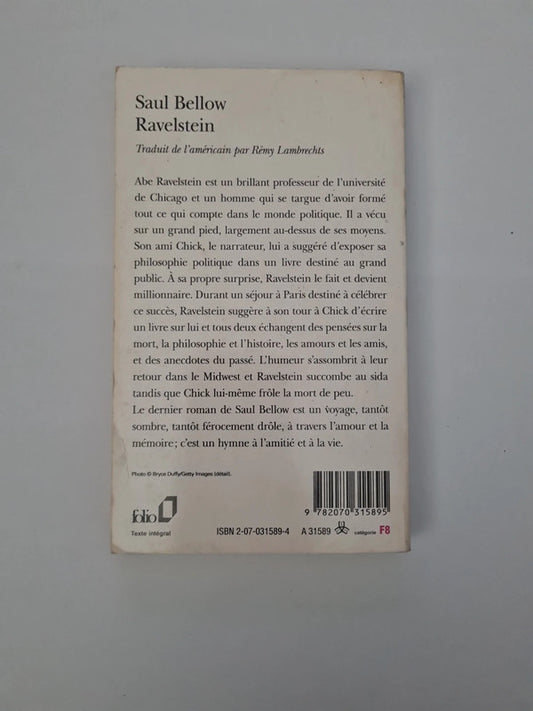 Saul Bellow
Ravelstein
Traduit de l'américain par Rémy Lambrechts
Abe Ravelstein est un brillant professeur de l'université
de Chicago et un homme qui se targue d'avoir formé
tout ce qui compte dans le monde politique. Il a vécu
sur un grand pied, largement au-dessus de ses moyens.
Son ami Chick, le narrateur, lui a suggéré d'exposer sa
philosophie politique dans un livre destiné au grand
public. À sa propre surprise, Ravelstein le fait et devient
millionnaire. Durant un séjour à Paris destiné à célébrer
ce succès, Ravelstein suggère à son tour à Chick d'écrire
un livre sur lui et tous deux échangent des pensées sur la
mort, la philosophie et l'histoire, les amours et les amis,
et des anecdotes du passé. L'humeur s'assombrit à leur
retour dans le Midwest et Ravelstein succombe au sida
tandis que Chick lui-même frôle la mort de peu.
Le dernier roman de Saul Bellow est un voyage, tantôt
sombre, tantôt férocement drôle, à travers l'amour et la
mémoire ; c'est un hymne à l'amitié et à la vie.
Photo © Bryce Duffy/Getty Images (détail).
folio
Texte intégral
9 782070 315895
ISBN 2-07-031589-4 A 31589 catégorie F8